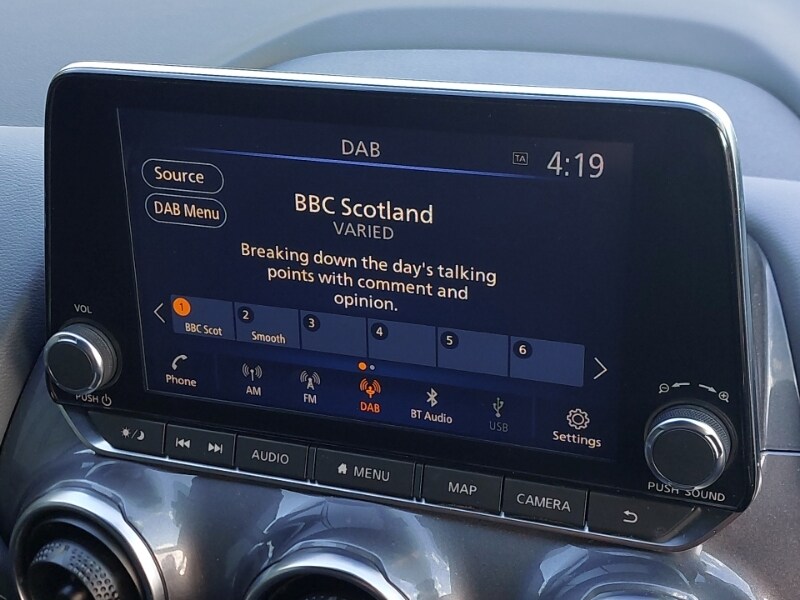 DAB
TA 4:19
Source
DAB Menu
BBC Scotland
VARIED
Breaking down the day's talking
points with comment and
opinion.
1 BBC Scot
2 Smooth
3
4
5
6
Phone
AM
FM
DAB
BT Audio
USB
Settings
VOL
PUSH
PUSH SOUND
AUDIO
MENU
MAP
CAMERA